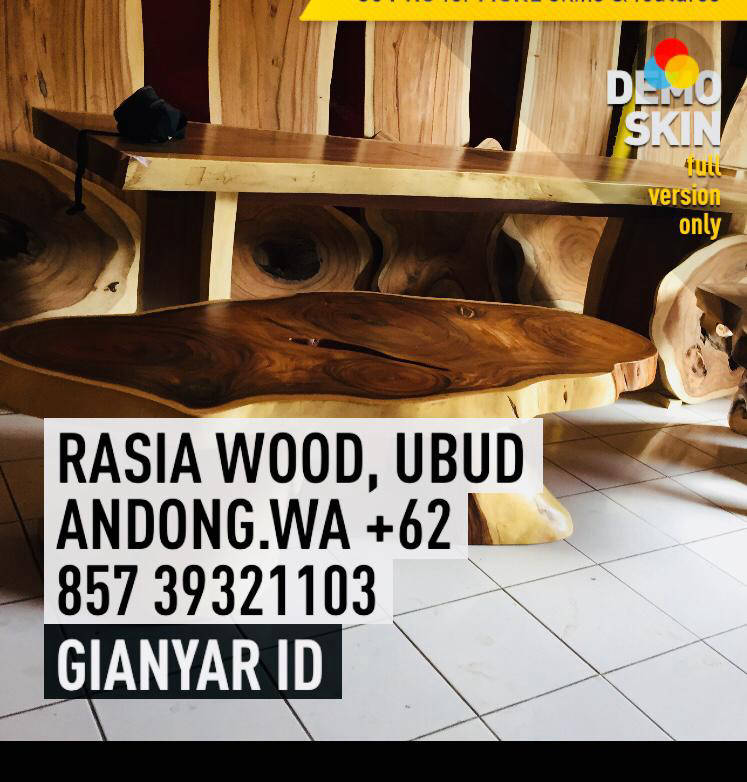 DEMO
SKIN
full
version
only
RASIA WOOD, UBUD
ANDONG.WA +62
857 39321103
GIANYAR ID